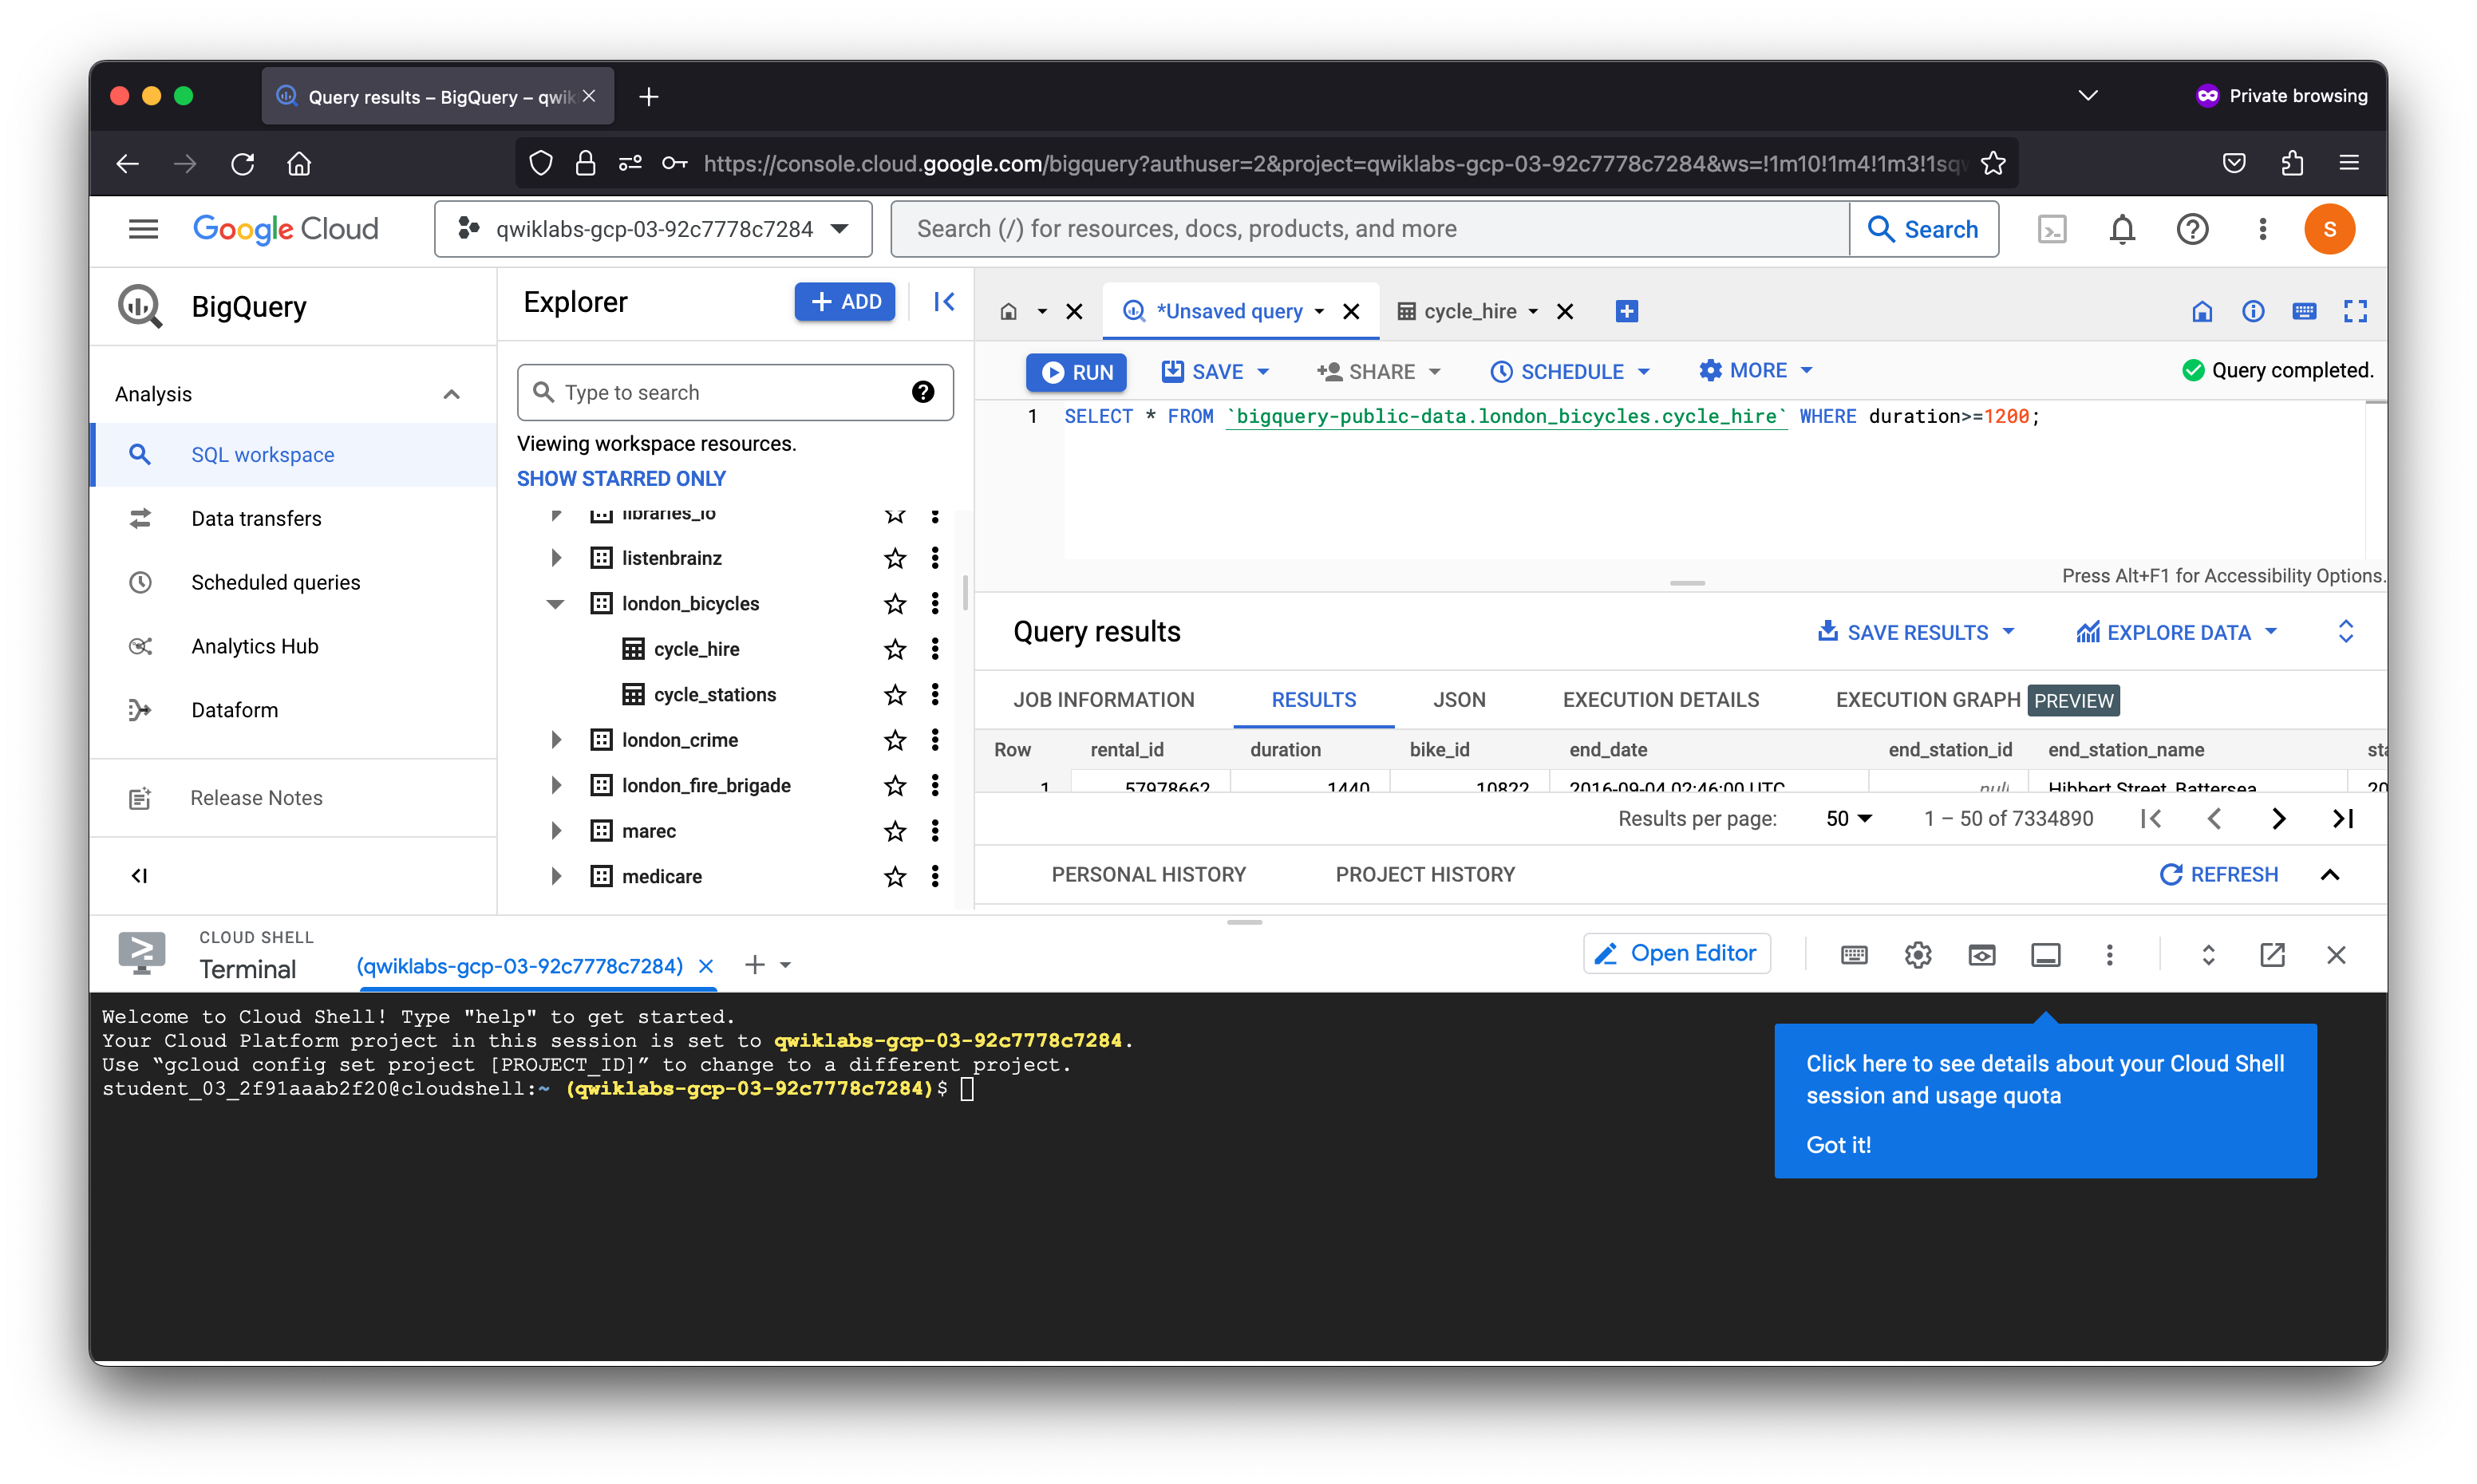 Query results – BigQuery – qwik
Private browsing
https://console.cloud.google.com/bigquery?authuser=2&project=qwiklabs-gcp-03-92c7778c7284&ws=!1m10!1m4!1m3!1sqw
Google Cloud
qwiklabs-gcp-03-92c7778c7284
Search (/) for resources, docs, products, and more
Search
S
BigQuery
Analysis
SQL workspace
Data transfers
Scheduled queries
Analytics Hub
Dataform
Release Notes
Explorer
+ ADD
Type to search
Viewing workspace resources.
SHOW STARRED ONLY
libraries_io
listenbrainz
london_bicycles
cycle_hire
cycle_stations
london_crime
london_fire_brigade
marec
medicare
*Unsaved query
cycle_hire
RUN
SAVE
SHARE
SCHEDULE
MORE
Query completed.
1 SELECT * FROM `bigquery-public-data.london_bicycles.cycle_hire` WHERE duration>=1200;
Press Alt+F1 for Accessibility Options.
Query results
SAVE RESULTS
EXPLORE DATA
JOB INFORMATION
RESULTS
JSON
EXECUTION DETAILS
EXECUTION GRAPH PREVIEW
Row rental_id duration bike_id end_date end_station_id end_station_name sta
1 57978662 1440 10822 2016-09-04 02:46:00 UTC null Hibbert Street, Battersea 20
Results per page: 50 1 – 50 of 7334890
PERSONAL HISTORY
PROJECT HISTORY
REFRESH
CLOUD SHELL
Terminal
(qwiklabs-gcp-03-92c7778c7284)
Open Editor
Welcome to Cloud Shell! Type "help" to get started.
Your Cloud Platform project in this session is set to qwiklabs-gcp-03-92c7778c7284.
Use “gcloud config set project [PROJECT_ID]” to change to a different project.
student_03_2f91aaab2f20@cloudshell:~ (qwiklabs-gcp-03-92c7778c7284)$
Click here to see details about your Cloud Shell
session and usage quota
Got it!